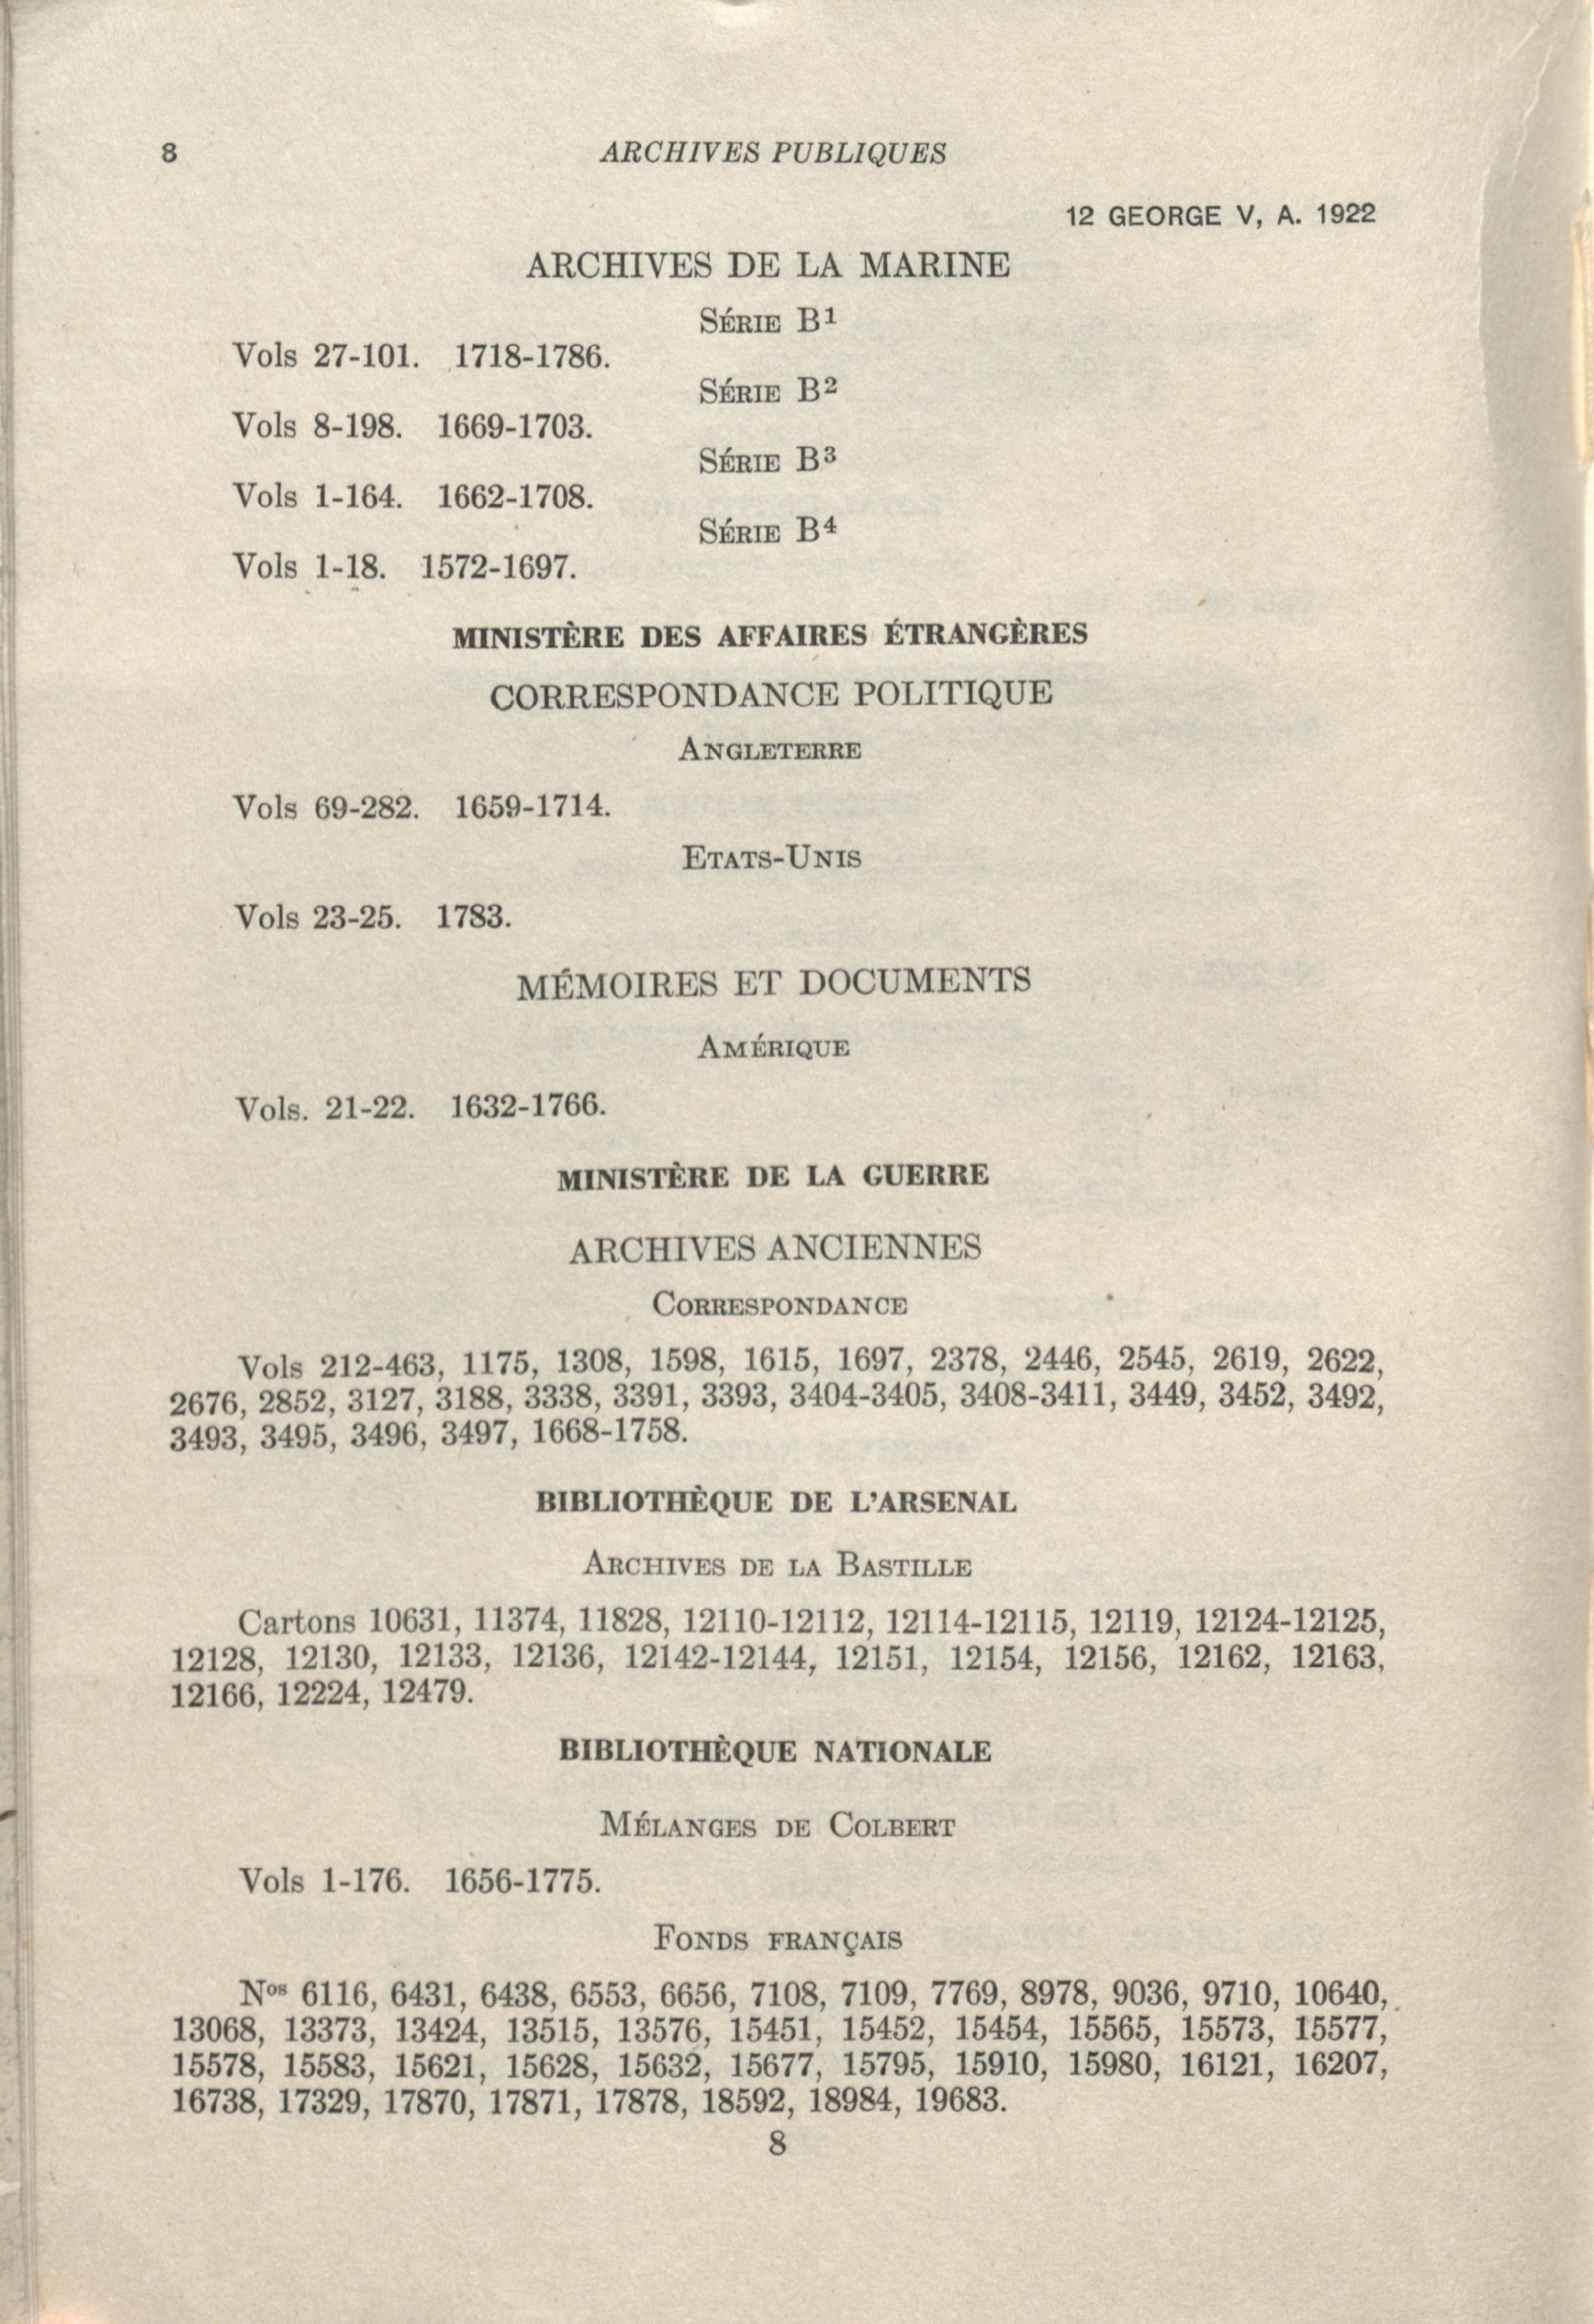 8 ARCHIVES PUBLIQUES
12 GEORGE V, A. 1922
ARCHIVES DE LA MARINE
SÉRIE B1
Vols 27-101. 1718-1786.
SÉRIE B2
Vols 8-198. 1669-1703.
SÉRIE B3
Vols 1-164. 1662-1708.
SÉRIE B4
Vols 1-18. 1572-1697.
MINISTÈRE DES AFFAIRES ÉTRANGÈRES
CORRESPONDANCE POLITIQUE
ANGLETERRE
Vols 69-282. 1659-1714.
ETATS-UNIS
Vols 23-25. 1783.
MÉMOIRES ET DOCUMENTS
AMÉRIQUE
Vols. 21-22. 1632-1766.
MINISTÈRE DE LA GUERRE
ARCHIVES ANCIENNES
CORRESPONDANCE
Vols 212-463, 1175, 1308, 1598, 1615, 1697, 2378, 2446, 2545, 2619, 2622,
2676, 2852, 3127, 3188, 3338, 3391, 3393, 3404-3405, 3408-3411, 3449, 3452, 3492,
3493, 3495, 3496, 3497, 1668-1758.
BIBLIOTHÈQUE DE L'ARSENAL
ARCHIVES DE LA BASTILLE
Cartons 10631, 11374, 11828, 12110-12112, 12114-12115, 12119, 12124-12125,
12128, 12130, 12133, 12136, 12142-12144, 12151, 12154, 12156, 12162, 12163,
12166, 12224, 12479.
BIBLIOTHÈQUE NATIONALE
MÉLANGES DE COLBERT
Vols 1-176. 1656-1775.
FONDS FRANÇAIS
Nos 6116, 6431, 6438, 6553, 6656, 7108, 7109, 7769, 8978, 9036, 9710, 10640,
13068, 13373, 13424, 13515, 13576, 15451, 15452, 15454, 15565, 15573, 15577,
15578, 15583, 15621, 15628, 15632, 15677, 15795, 15910, 15980, 16121, 16207,
16738, 17329, 17870, 17871, 17878, 18592, 18984, 19683.
8